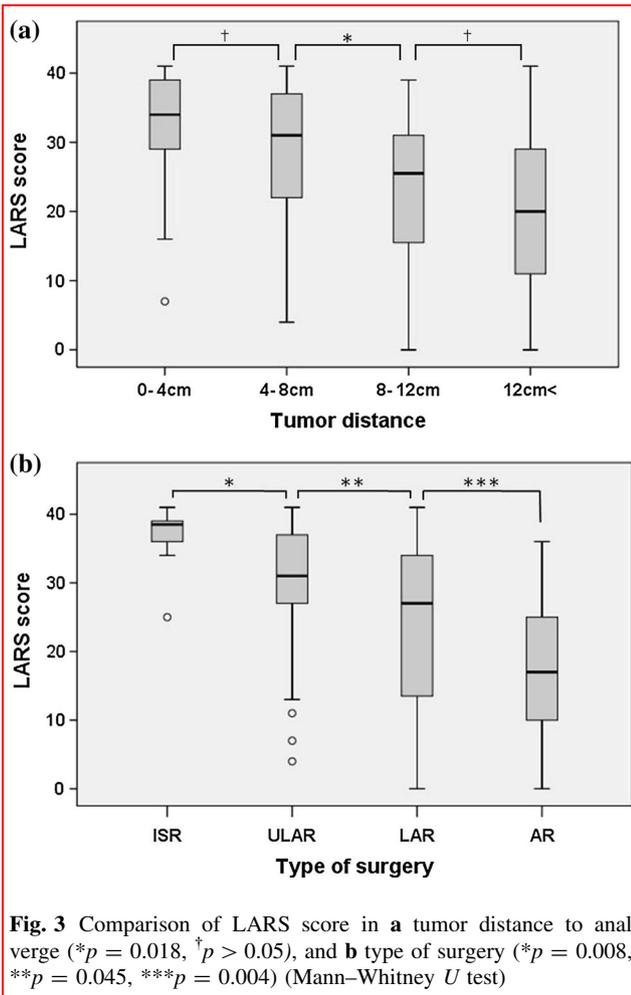 (a)
† * †
LARS score
40
30
20
10
0
0-4cm 4-8cm 8-12cm 12cm<
Tumor distance
(b)
* ** ***
LARS score
40
30
20
10
0
ISR ULAR LAR AR
Type of surgery
Fig. 3 Comparison of LARS score in a tumor distance to anal
verge (*p = 0.018, †p > 0.05), and b type of surgery (*p = 0.008,
**p = 0.045, ***p = 0.004) (Mann–Whitney U test)